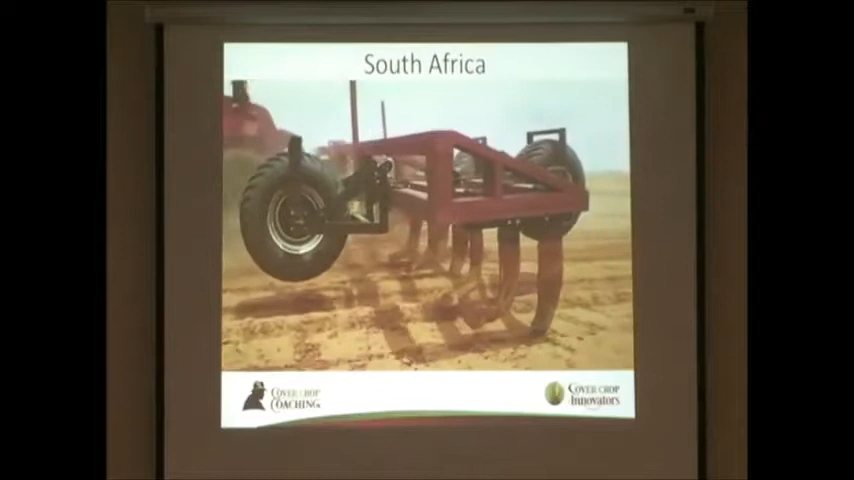 South Africa
COVER CROP
COACHING
COVER CROP
Innovators